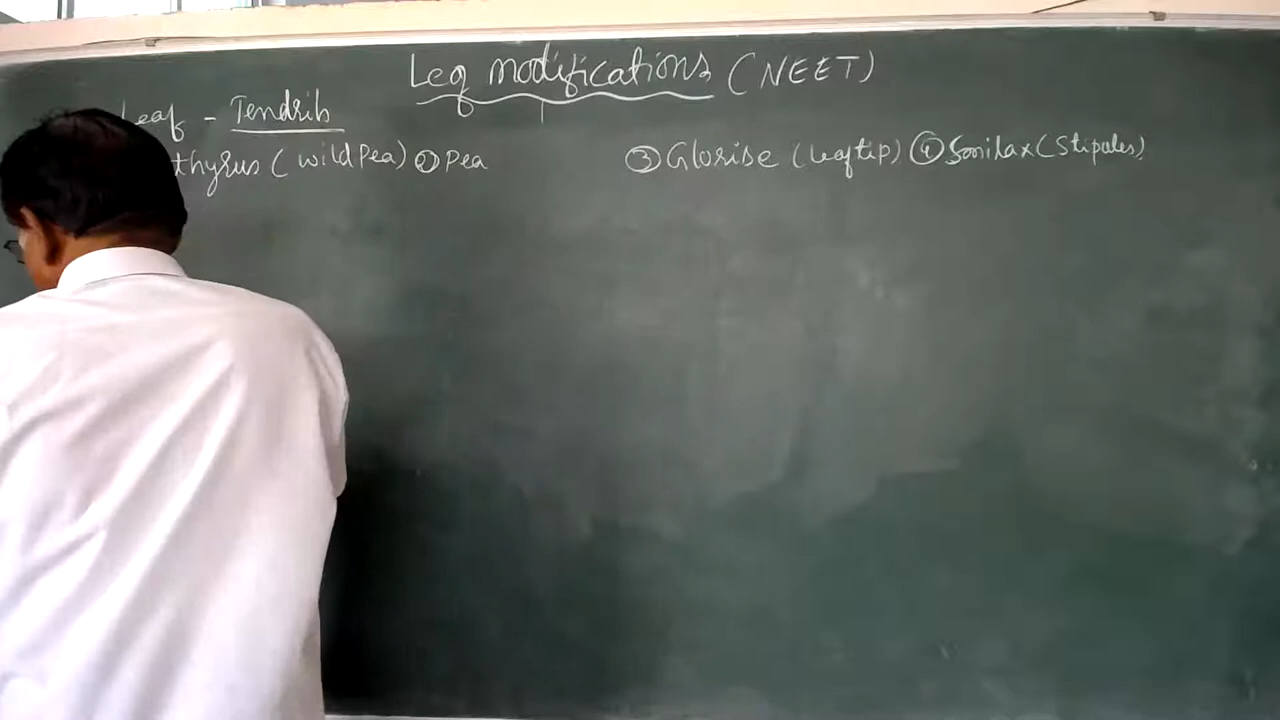 Leaf modifications (NEET)
Leaf - Tendrils
thyrus (wild Pea) ② Pea ③ Glorise (leaf tip) ④ Smilax (Stipules)